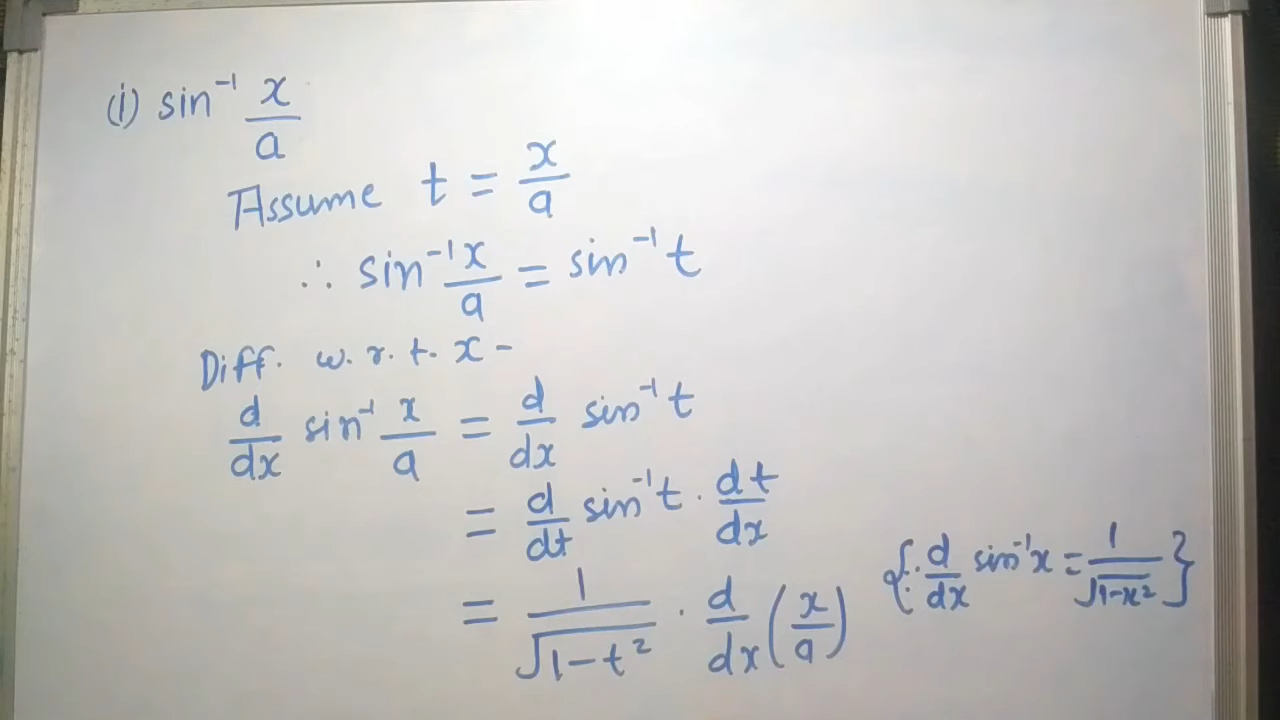 (i) sin⁻¹ x/a
Assume t = x/a
∴ sin⁻¹ x/a = sin⁻¹ t
Diff. w.r.t. x -
d/dx sin⁻¹ x/a = d/dx sin⁻¹ t
= d/dt sin⁻¹ t · dt/dx
= 1/√(1-t²) · d/dx (x/a) {∵ d/dx sin⁻¹x = 1/√(1-x²)}